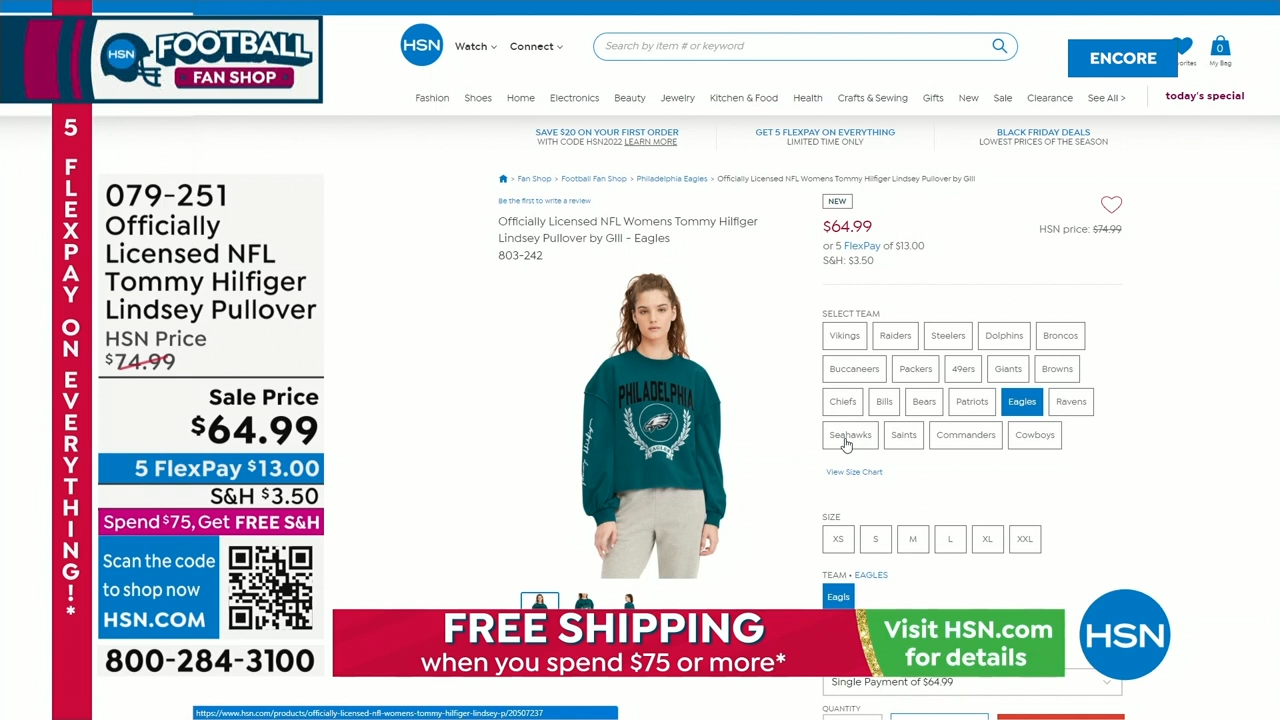 HSN
FOOTBALL
FAN SHOP
5 FLEXPAY ON EVERYTHING!*
079-251
Officially
Licensed NFL
Tommy Hilfiger
Lindsey Pullover
HSN Price
$74.99
Sale Price
$64.99
5 FlexPay $13.00
S&H $3.50
Spend $75, Get FREE S&H
Scan the code
to shop now
HSN.COM
800-284-3100
HSN
Watch
Connect
Search by item # or keyword
ENCORE
0
My Bag
Fashion Shoes Home Electronics Beauty Jewelry Kitchen & Food Health Crafts & Sewing Gifts New Sale Clearance See All > today's special
SAVE $20 ON YOUR FIRST ORDER
WITH CODE HSN2022 LEARN MORE
GET 5 FLEXPAY ON EVERYTHING
LIMITED TIME ONLY
BLACK FRIDAY DEALS
LOWEST PRICES OF THE SEASON
> Fan Shop > Football Fan Shop > Philadelphia Eagles > Officially Licensed NFL Womens Tommy Hilfiger Lindsey Pullover by GIII
Be the first to write a review
Officially Licensed NFL Womens Tommy Hilfiger
Lindsey Pullover by GIII - Eagles
803-242
PHILADELPHIA
EAGLES
NEW
$64.99
HSN price: $74.99
or 5 FlexPay of $13.00
S&H: $3.50
SELECT TEAM
Vikings Raiders Steelers Dolphins Broncos
Buccaneers Packers 49ers Giants Browns
Chiefs Bills Bears Patriots Eagles Ravens
Seahawks Saints Commanders Cowboys
View Size Chart
SIZE
XS S M L XL XXL
TEAM • EAGLES
Eagls
FREE SHIPPING
when you spend $75 or more*
Visit HSN.com
for details
HSN
Single Payment of $64.99
QUANTITY
https://www.hsn.com/products/officially-licensed-nfl-womens-tommy-hilfiger-lindsey-p/20507237